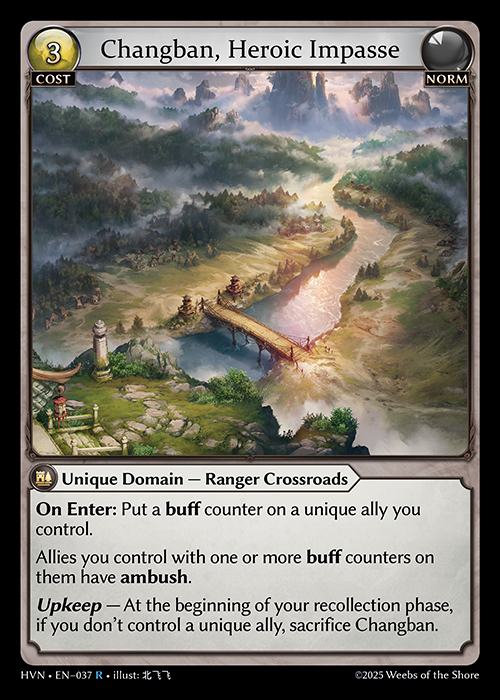 3
Changban, Heroic Impasse
COST
NORM
Unique Domain — Ranger Crossroads
On Enter: Put a buff counter on a unique ally you
control.
Allies you control with one or more buff counters on
them have ambush.
Upkeep — At the beginning of your recollection phase,
if you don't control a unique ally, sacrifice Changban.
HVN • EN-037 R • illust: 北飞飞
©2025 Weebs of the Shore